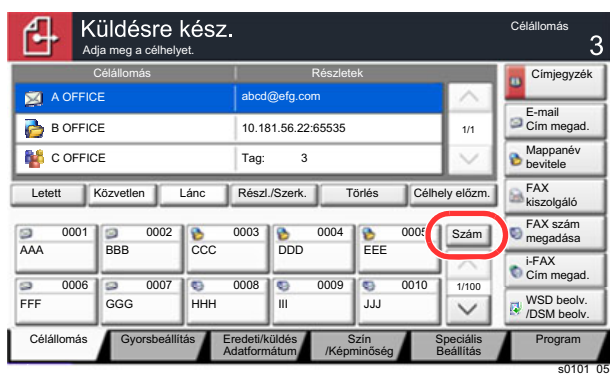 Küldésre kész.
Adja meg a célhelyet.
Célállomás
3
Célállomás Részletek
A OFFICE abcd@efg.com
B OFFICE 10.181.56.22:65535 1/1
C OFFICE Tag: 3
Letett Közvetlen Lánc Részl./Szerk. Törlés Célhely előzm.
0001 0002 0003 0004 0005
AAA BBB CCC DDD EEE
Szám
0006 0007 0008 0009 0010
FFF GGG HHH III JJJ
1/100
Címjegyzék
E-mail
Cím megad.
Mappanév
bevitele
FAX
kiszolgáló
FAX szám
megadása
i-FAX
Cím megad.
WSD beolv.
/DSM beolv.
Célállomás Gyorsbeállítás Eredeti/küldés
Adatformátum
Szín
/Képminőség
Speciális
Beállítás
Program
s0101_05